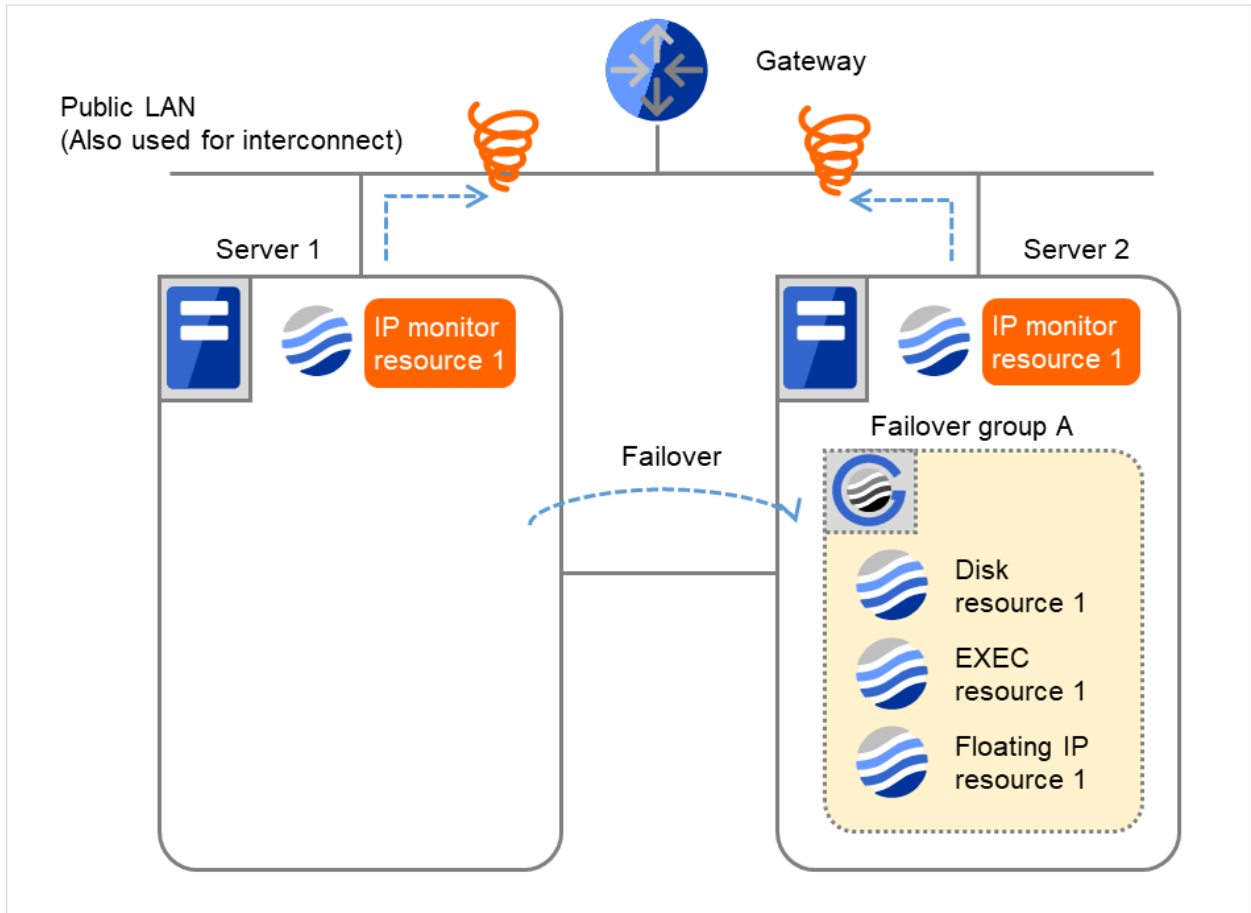 Gateway
Public LAN
(Also used for interconnect)
Server 1
Server 2
IP monitor
resource 1
IP monitor
resource 1
Failover group A
Failover
Disk
resource 1
EXEC
resource 1
Floating IP
resource 1